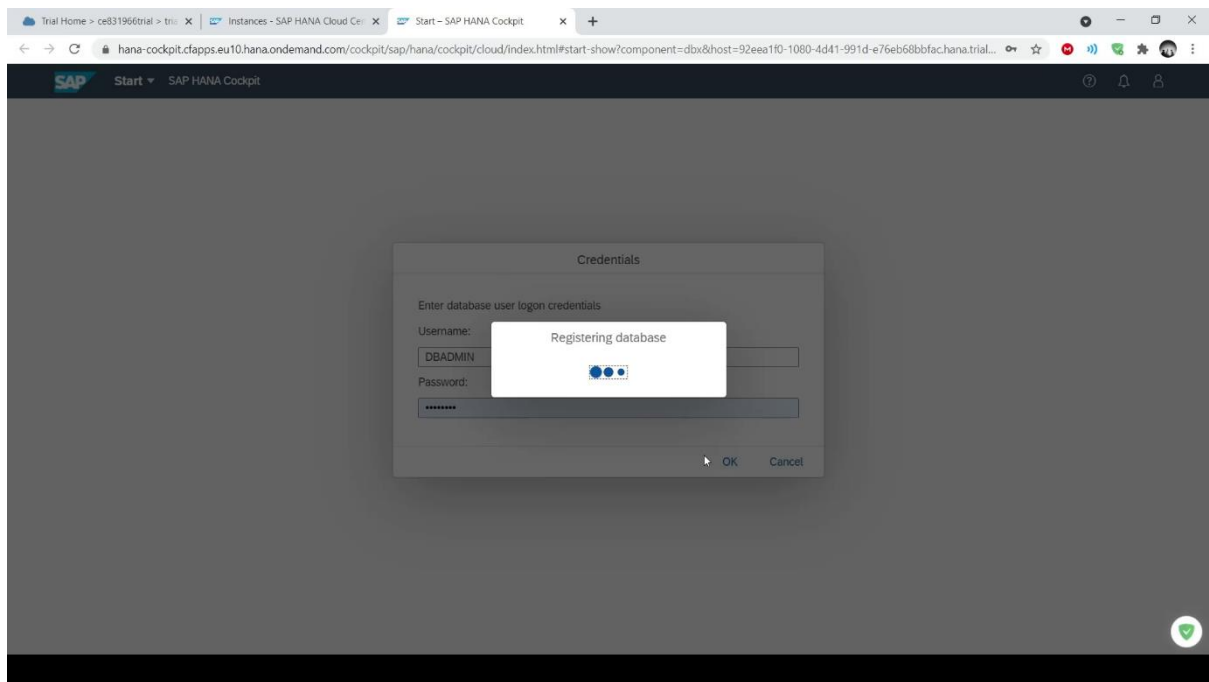 Trial Home > ce831966trial > tria
Instances - SAP HANA Cloud Cen
Start – SAP HANA Cockpit
hana-cockpit.cfapps.eu10.hana.ondemand.com/cockpit/sap/hana/cockpit/cloud/index.html#start-show?component=dbx&host=92eea1f0-1080-4d41-991d-e76eb68bbfac.hana.trial...
SAP Start SAP HANA Cockpit
Credentials
Enter database user logon credentials
Username:
Registering database
DBADMIN
Password:
••••••••
OK Cancel